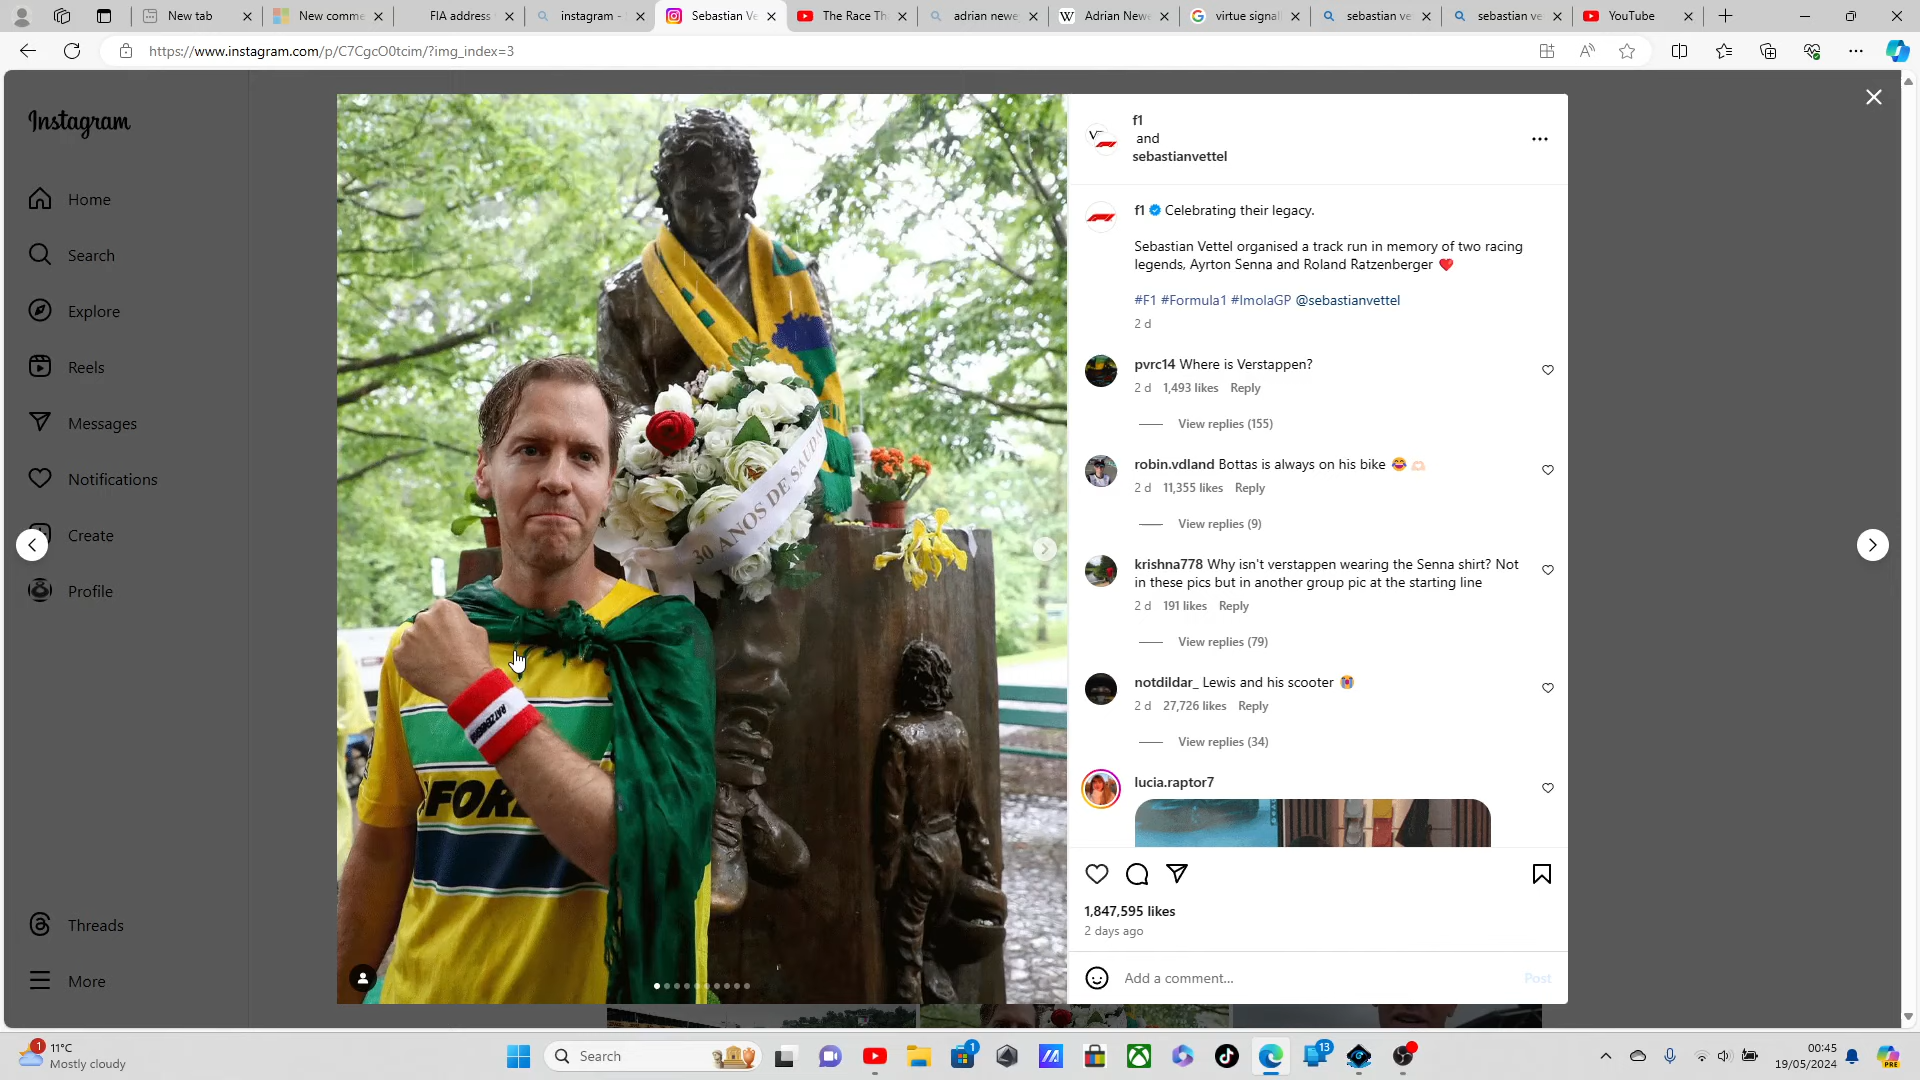 New tab
New comme
FIA address
instagram -
Sebastian Ve
The Race Th
adrian newe
Adrian Newe
virtue signall
sebastian ve
sebastian ve
YouTube
https://www.instagram.com/p/C7CgcO0tcim/?img_index=3
Instagram
Home
Search
Explore
Reels
Messages
Notifications
Create
Profile
Threads
More
30 ANOS DE SAUDA
f1
and
sebastianvettel
f1 Celebrating their legacy.
Sebastian Vettel organised a track run in memory of two racing
legends, Ayrton Senna and Roland Ratzenberger ❤️
#F1 #Formula1 #ImolaGP @sebastianvettel
2 d
pvrc14 Where is Verstappen?
2 d 1,493 likes Reply
View replies (155)
robin.vdland Bottas is always on his bike 😂 🫶🏻
2 d 11,355 likes Reply
View replies (9)
krishna778 Why isn't verstappen wearing the Senna shirt? Not
in these pics but in another group pic at the starting line
2 d 191 likes Reply
View replies (79)
notdildar_ Lewis and his scooter 😭
2 d 27,726 likes Reply
View replies (34)
lucia.raptor7
1,847,595 likes
2 days ago
Add a comment...
Post
1
11°C
Mostly cloudy
Search
1
13
00:45
19/05/2024
PRE